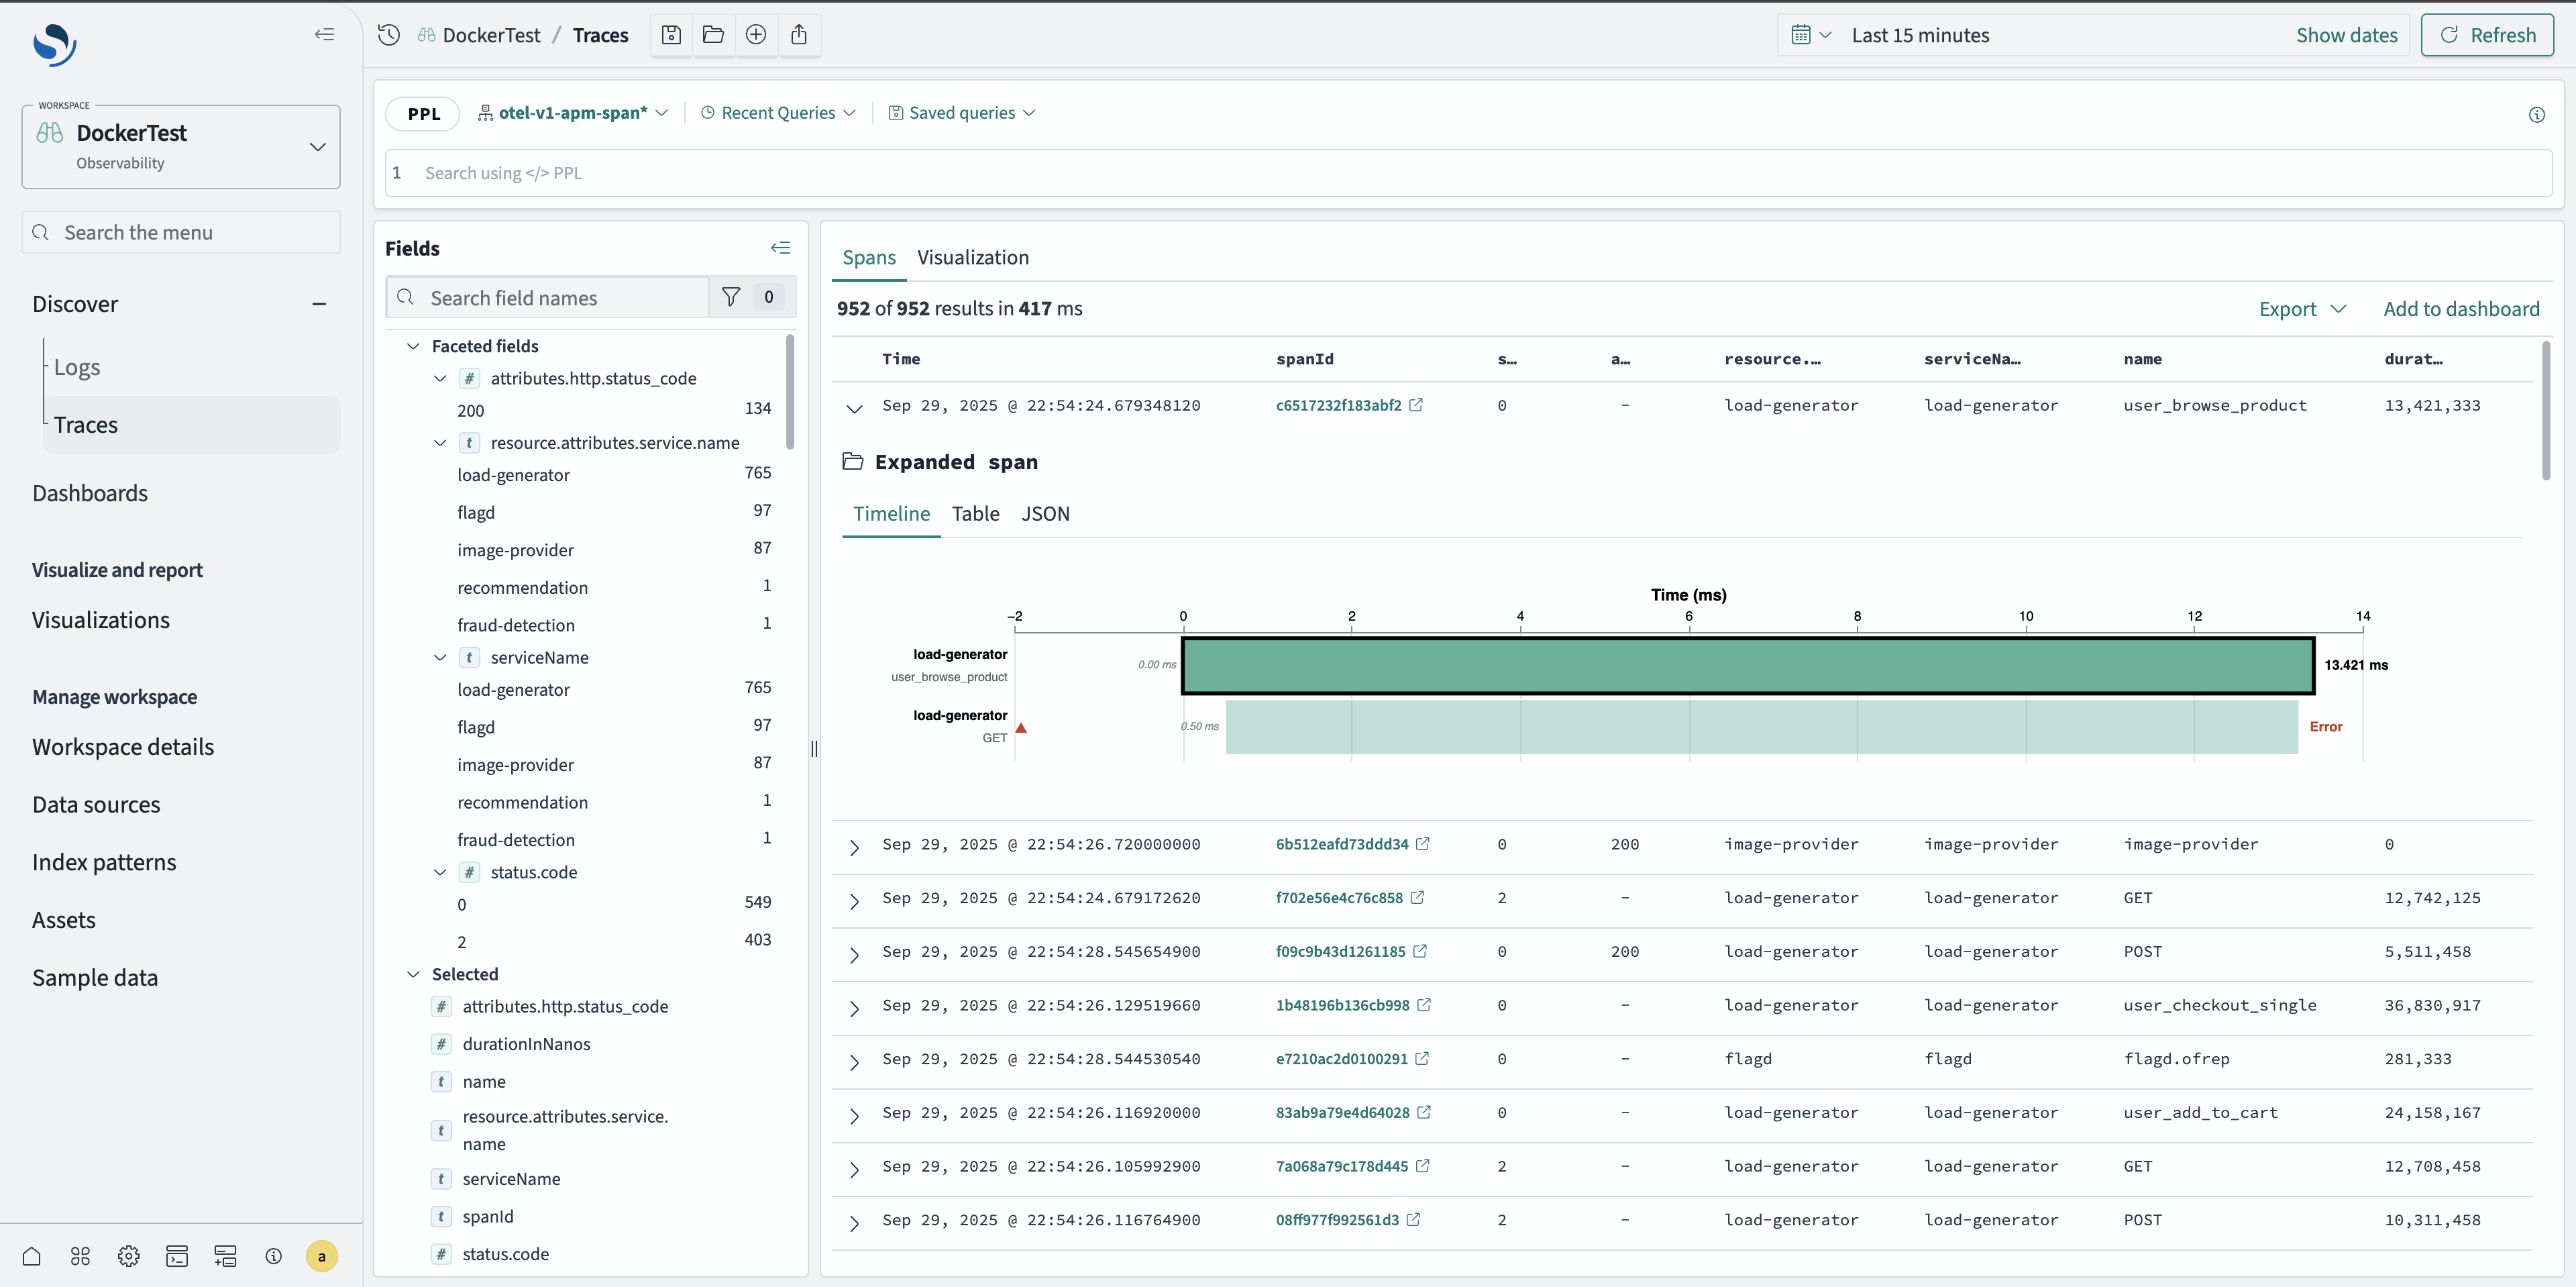 DockerTest / Traces
Last 15 minutes
Show dates
Refresh
WORKSPACE
DockerTest
Observability
Search the menu
Discover
Logs
Traces
Dashboards
Visualize and report
Visualizations
Manage workspace
Workspace details
Data sources
Index patterns
Assets
Sample data
a
PPL
otel-v1-apm-span*
Recent Queries
Saved queries
1 Search using </> PPL
Fields
Search field names
0
Faceted fields
# attributes.http.status_code
200 134
t resource.attributes.service.name
load-generator 765
flagd 97
image-provider 87
recommendation 1
fraud-detection 1
t serviceName
load-generator 765
flagd 97
image-provider 87
recommendation 1
fraud-detection 1
# status.code
0 549
2 403
Selected
# attributes.http.status_code
# durationInNanos
t name
t resource.attributes.service.
name
t serviceName
t spanId
# status.code
Spans Visualization
952 of 952 results in 417 ms
Export
Add to dashboard
Time spanId s… a… resource.… serviceNa… name durat…
Sep 29, 2025 @ 22:54:24.679348120 c6517232f183abf2 0 – load-generator load-generator user_browse_product 13,421,333
Expanded span
Timeline Table JSON
Time (ms)
−2 0 2 4 6 8 10 12 14
load-generator
user_browse_product
0.00 ms
13.421 ms
load-generator
GET
0.50 ms
Error
Sep 29, 2025 @ 22:54:26.720000000 6b512eafd73ddd34 0 200 image-provider image-provider image-provider 0
Sep 29, 2025 @ 22:54:24.679172620 f702e56e4c76c858 2 – load-generator load-generator GET 12,742,125
Sep 29, 2025 @ 22:54:28.545654900 f09c9b43d1261185 0 200 load-generator load-generator POST 5,511,458
Sep 29, 2025 @ 22:54:26.129519660 1b48196b136cb998 0 – load-generator load-generator user_checkout_single 36,830,917
Sep 29, 2025 @ 22:54:28.544530540 e7210ac2d0100291 0 – flagd flagd flagd.ofrep 281,333
Sep 29, 2025 @ 22:54:26.116920000 83ab9a79e4d64028 0 – load-generator load-generator user_add_to_cart 24,158,167
Sep 29, 2025 @ 22:54:26.105992900 7a068a79c178d445 2 – load-generator load-generator GET 12,708,458
Sep 29, 2025 @ 22:54:26.116764900 08ff977f992561d3 2 – load-generator load-generator POST 10,311,458